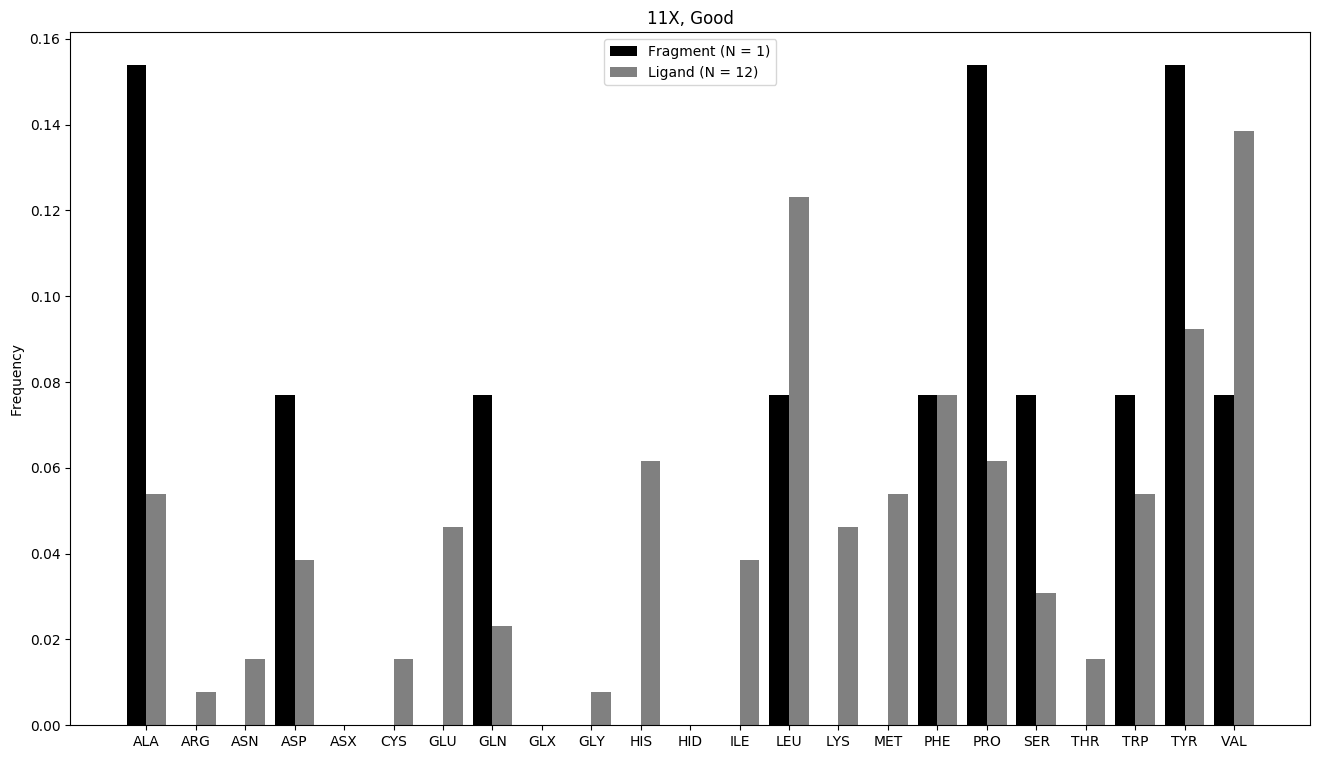 11X, Good
Fragment (N = 1)
Ligand (N = 12)
Frequency
0.16
0.14
0.12
0.10
0.08
0.06
0.04
0.02
0.00
ALA ARG ASN ASP ASX CYS GLU GLN GLX GLY HIS HID ILE LEU LYS MET PHE PRO SER THR TRP TYR VAL